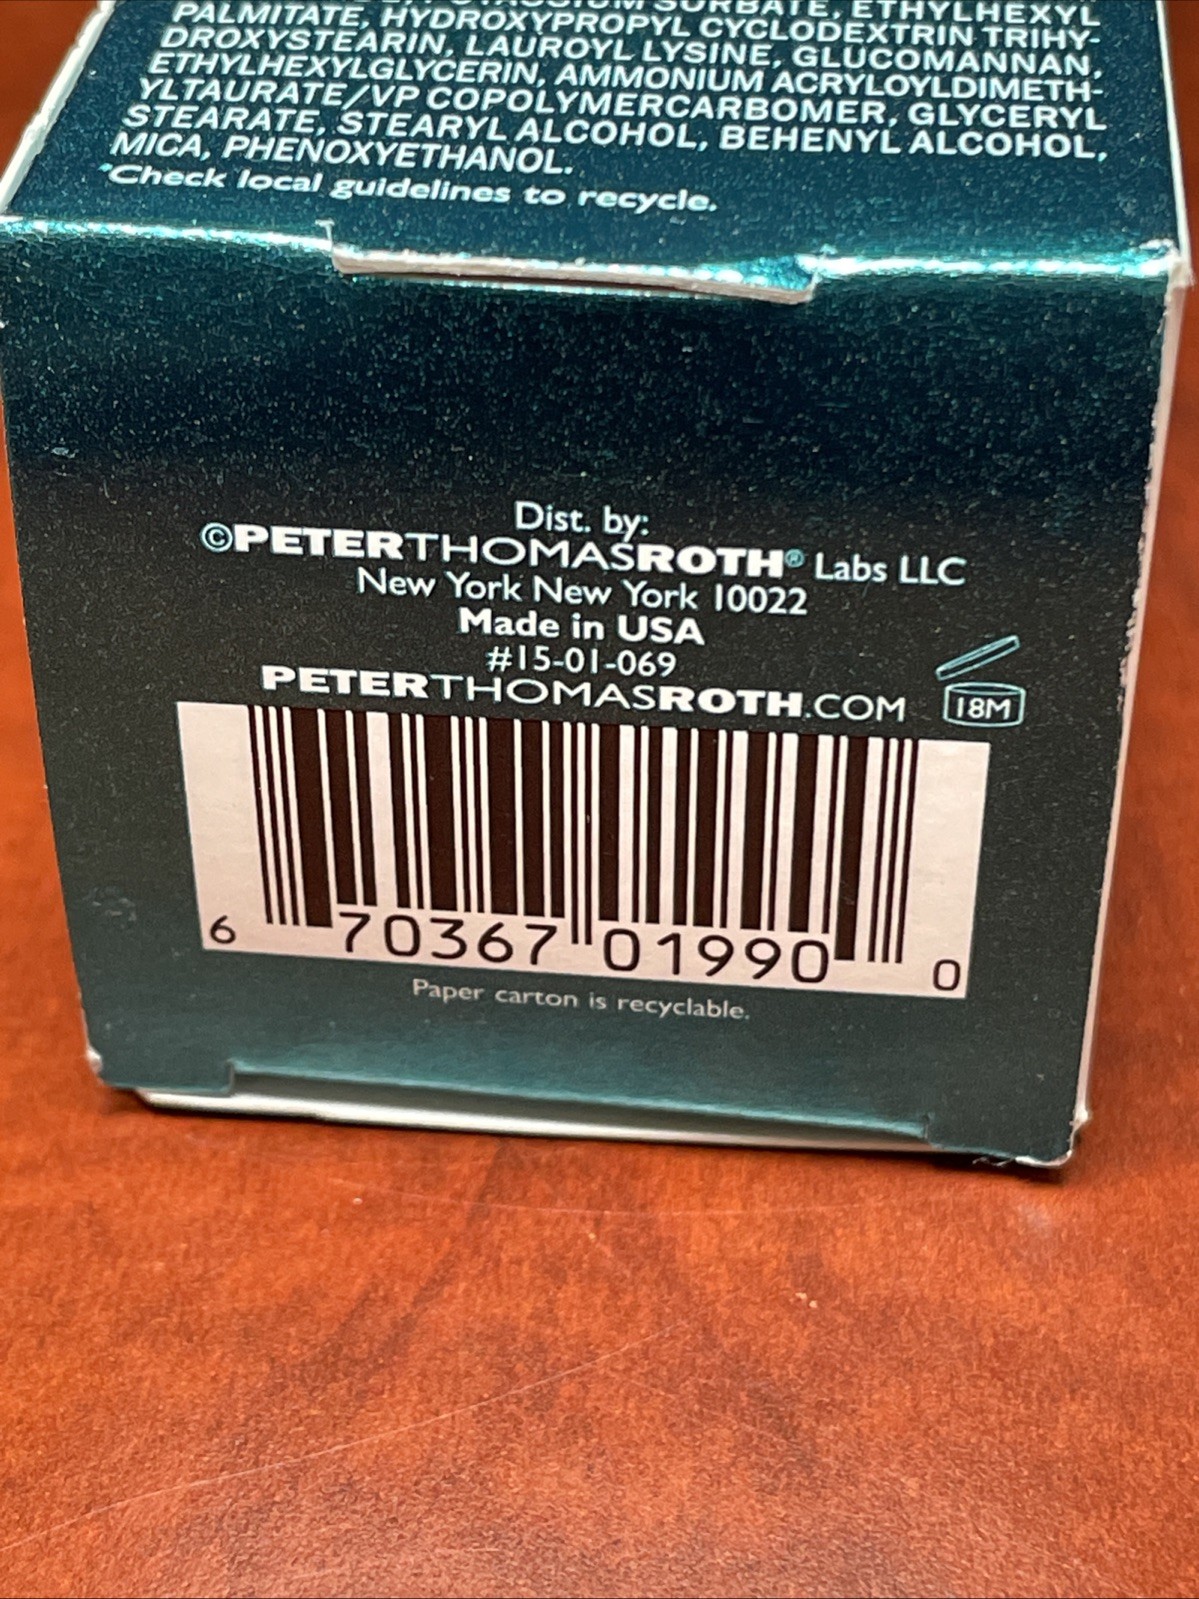 SORBATE, ETHYLHEXYL
PALMITATE, HYDROXYPROPYL CYCLODEXTRIN TRIHY-
DROXYSTEARIN, LAUROYL LYSINE, GLUCOMANNAN,
ETHYLHEXYLGLYCERIN, AMMONIUM ACRYLOYLDIMETH-
YLTAURATE/VP COPOLYMERCARBOMER, GLYCERYL
STEARATE, STEARYL ALCOHOL, BEHENYL ALCOHOL,
MICA, PHENOXYETHANOL.
*Check local guidelines to recycle.
Dist. by:
©PETERTHOMASROTH® Labs LLC
New York New York 10022
Made in USA
#15-01-069
PETERTHOMASROTH.COM
18M
6 70367 01990 0
Paper carton is recyclable.